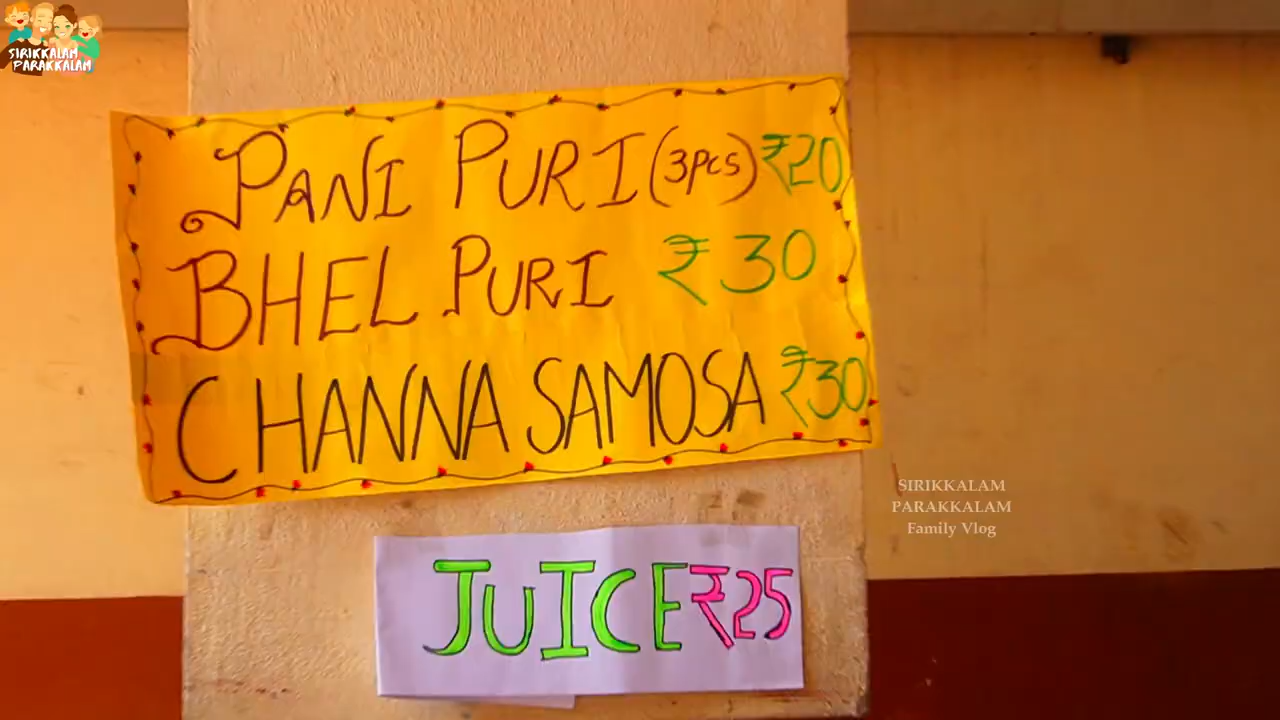 SIRIKKALAM
PARAKKALAM
PANI PURI (3pcs) ₹20
BHEL PURI ₹30
CHANNA SAMOSA ₹30
SIRIKKALAM
PARAKKALAM
Family Vlog
JUICE ₹25